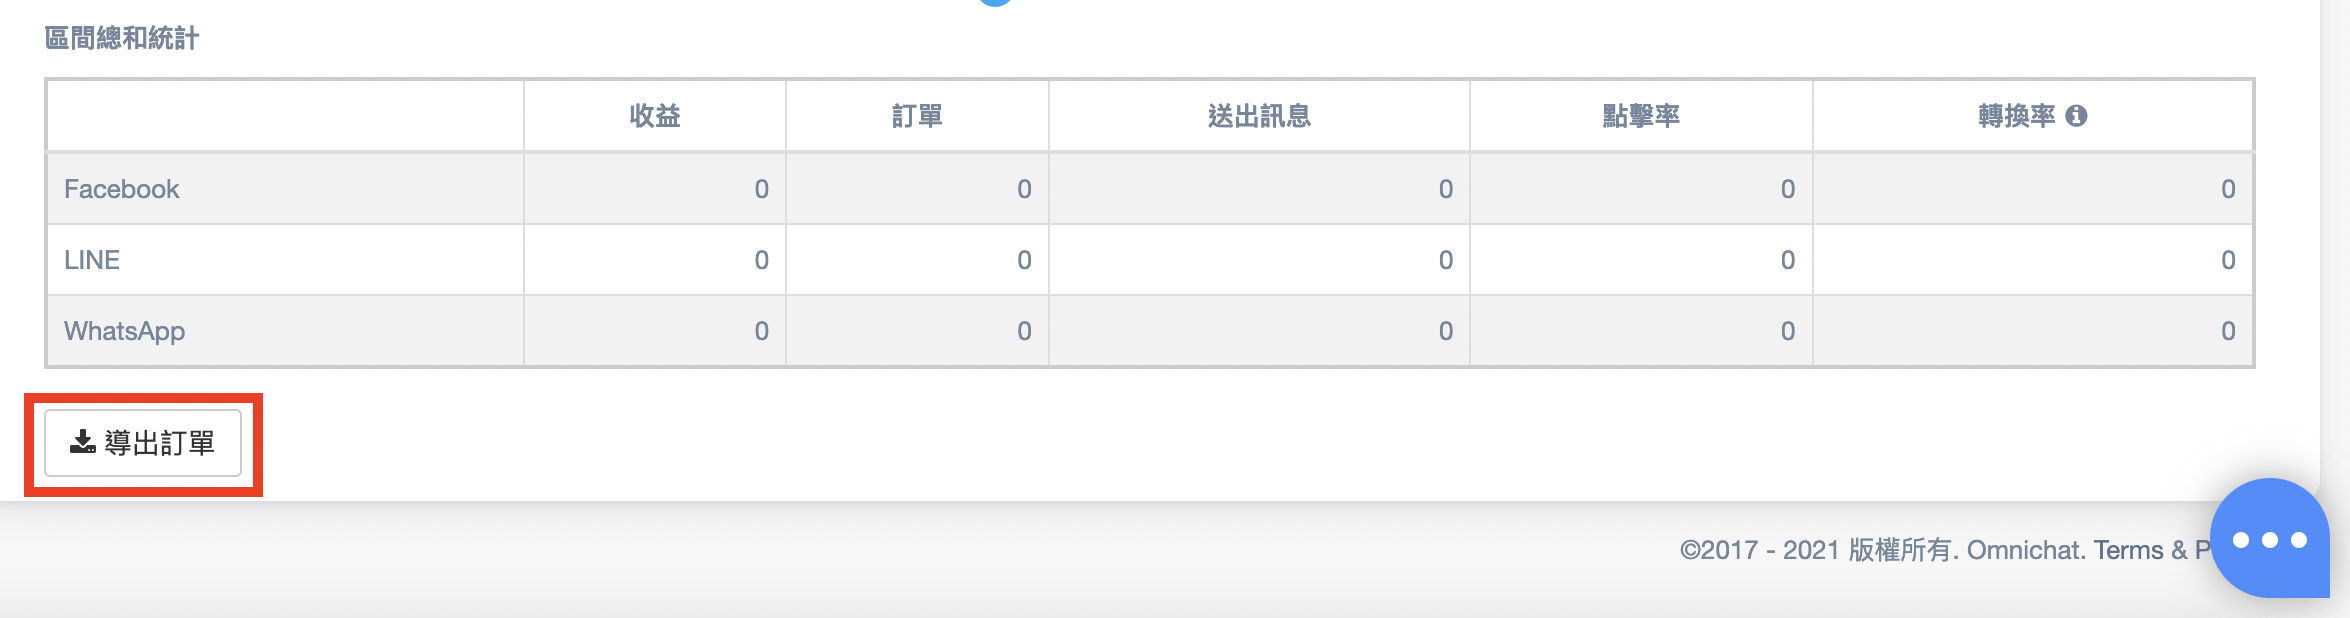 區間總和統計
收益 訂單 送出訊息 點擊率 轉換率
Facebook 0 0 0 0 0
LINE 0 0 0 0 0
WhatsApp 0 0 0 0 0
導出訂單
©2017 - 2021 版權所有. Omnichat. Terms &